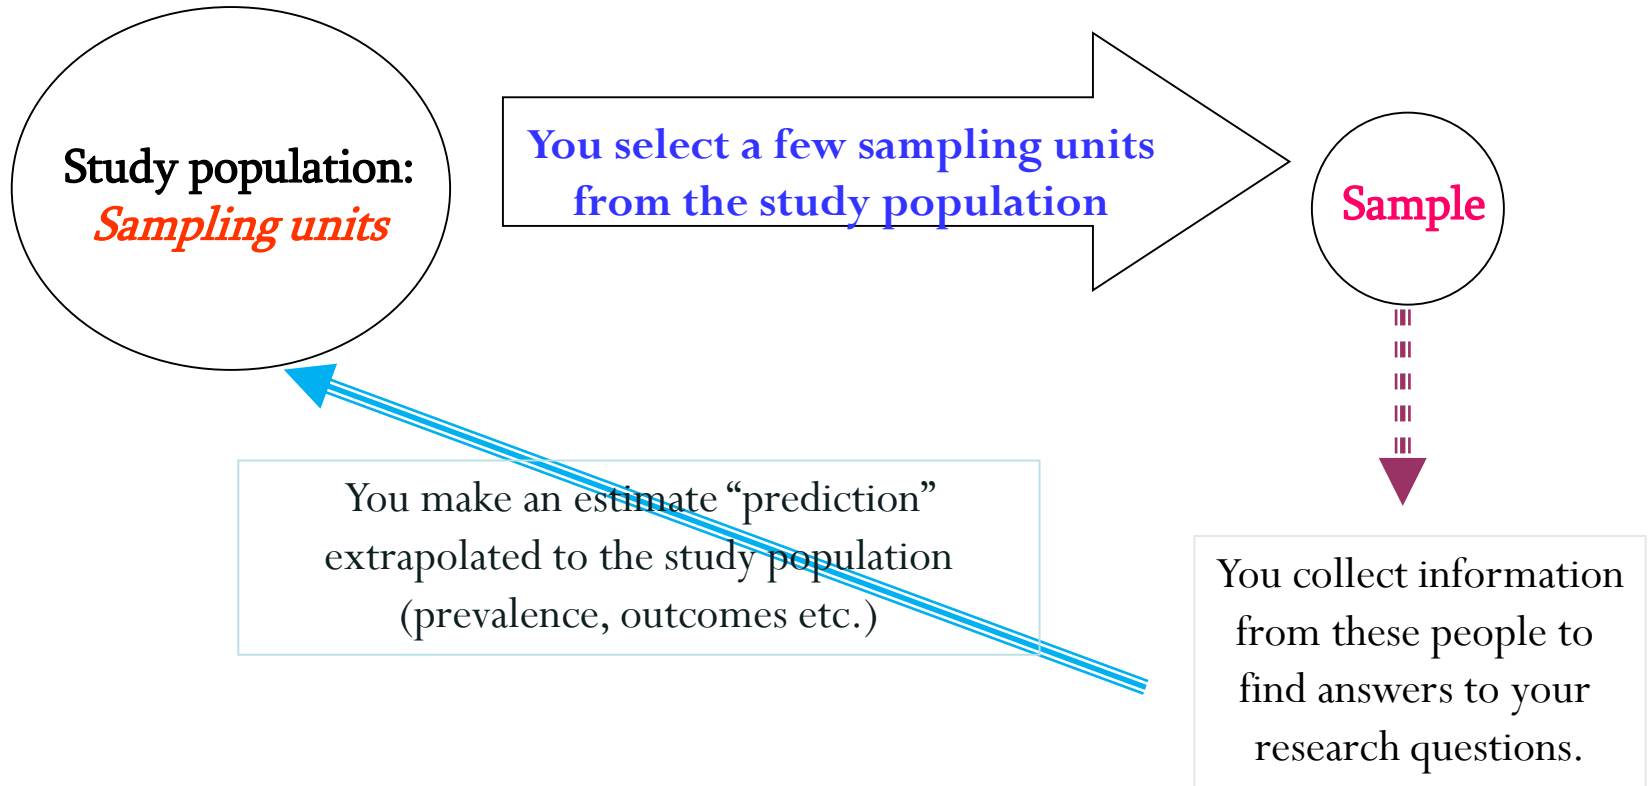 Study population:
Sampling units
You select a few sampling units
from the study population
Sample
You make an estimate “prediction”
extrapolated to the study population
(prevalence, outcomes etc.)
You collect information
from these people to
find answers to your
research questions.